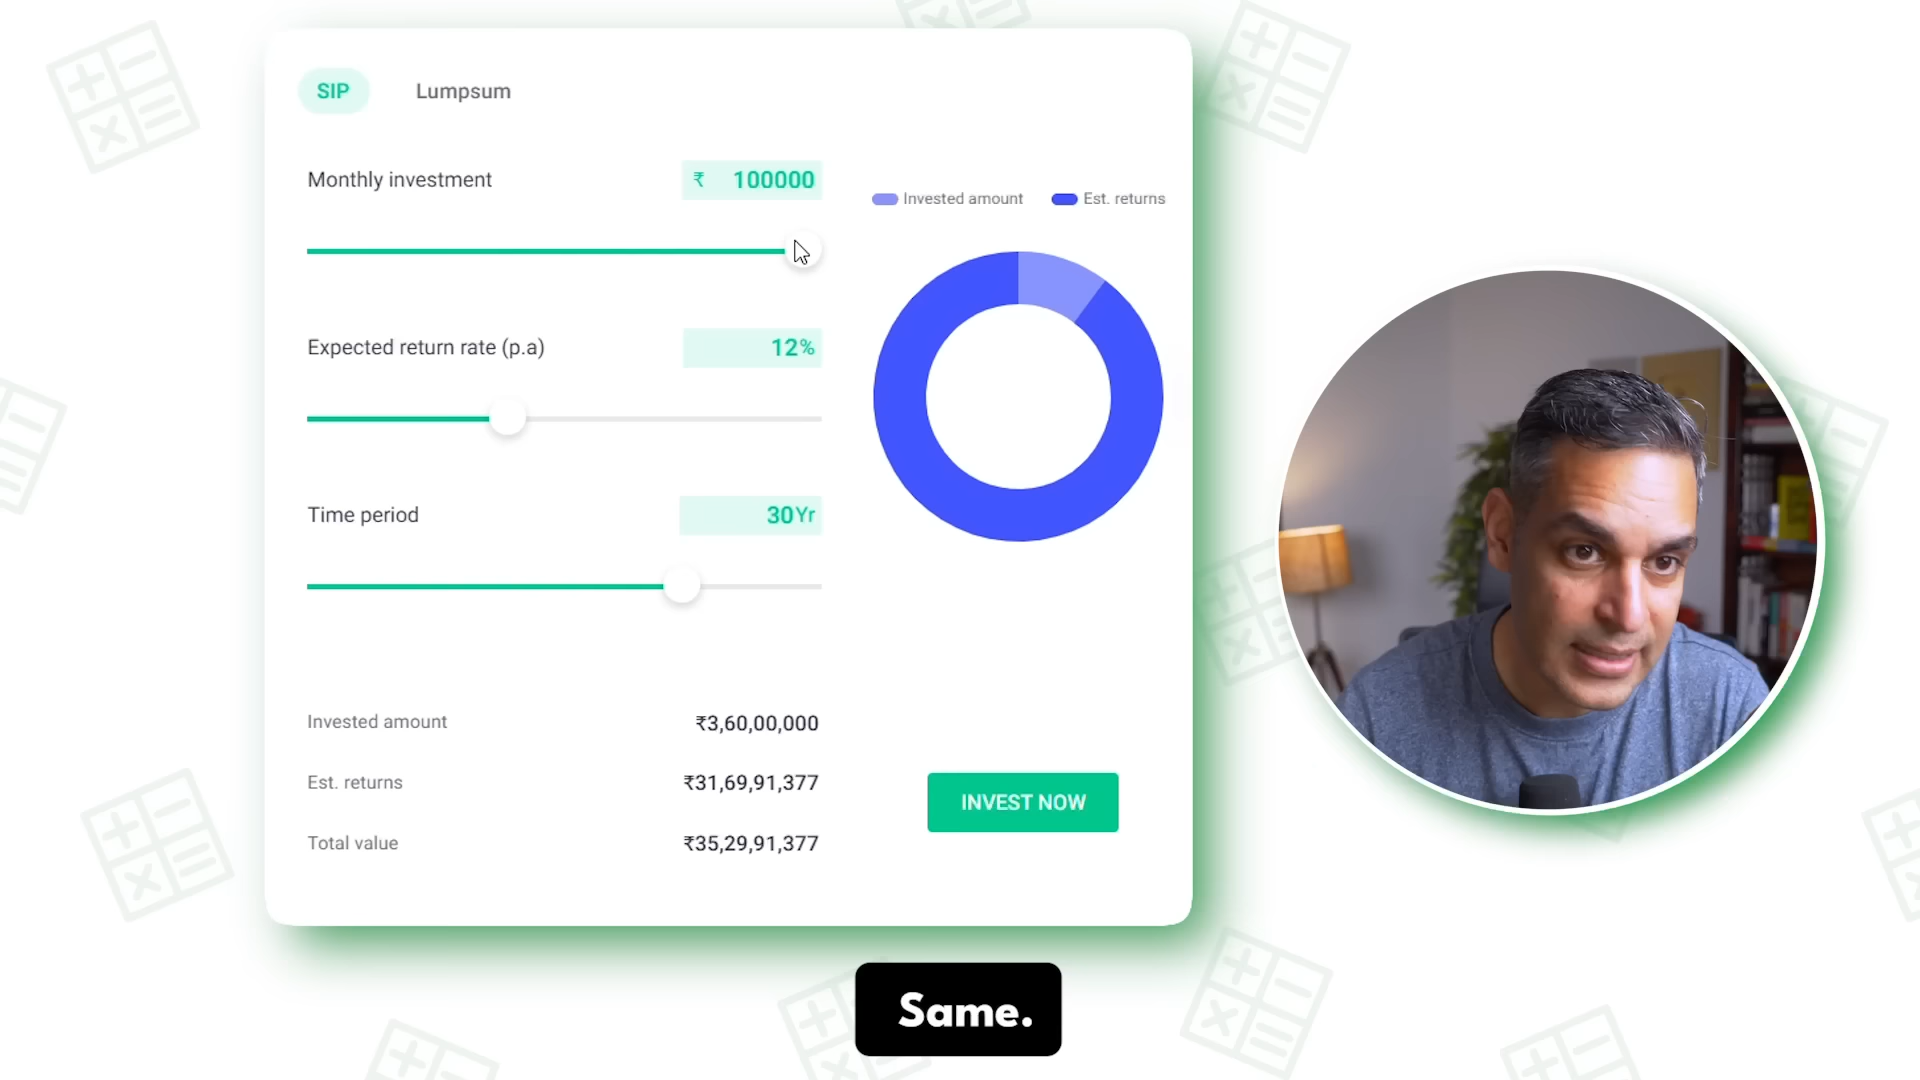 SIP
Lumpsum
Monthly investment
₹ 100000
Invested amount
Est. returns
Expected return rate (p.a)
12%
Time period
30Yr
Invested amount
₹3,60,00,000
Est. returns
₹31,69,91,377
Total value
₹35,29,91,377
INVEST NOW
Same.